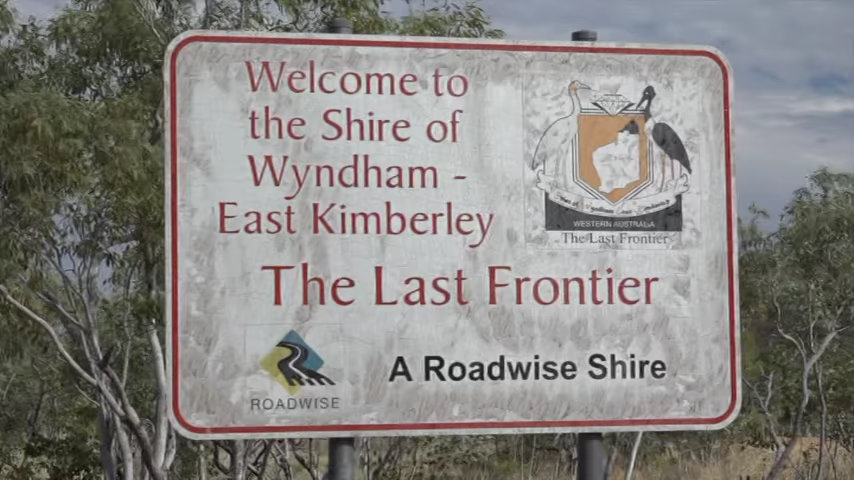 Welcome to
the Shire of
Wyndham -
East Kimberley
WESTERN AUSTRALIA
The Last Frontier
The Last Frontier
A Roadwise Shire
ROADWISE